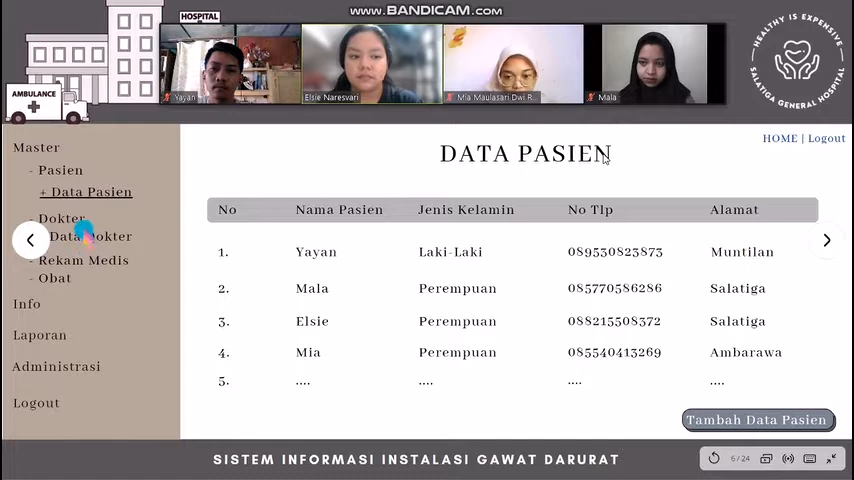 WWW.BANDICAM.COM
HOSPITAL
AMBULANCE
Yayan
Elsie Naresvari
Mia Maulasari Dwi R...
Mala
HEALTHY IS EXPENSIVE
SALATIGA GENERAL HOSPITAL
HOME | Logout
Master
- Pasien
+ Data Pasien
- Dokter
Data Dokter
- Rekam Medis
- Obat
Info
Laporan
Administrasi
Logout
DATA PASIEN
No Nama Pasien Jenis Kelamin No Tlp Alamat
1. Yayan Laki-Laki 089530823873 Muntilan
2. Mala Perempuan 085770586286 Salatiga
3. Elsie Perempuan 088215508372 Salatiga
4. Mia Perempuan 085540413269 Ambarawa
5. .... .... .... ....
Tambah Data Pasien
SISTEM INFORMASI INSTALASI GAWAT DARURAT
6/24